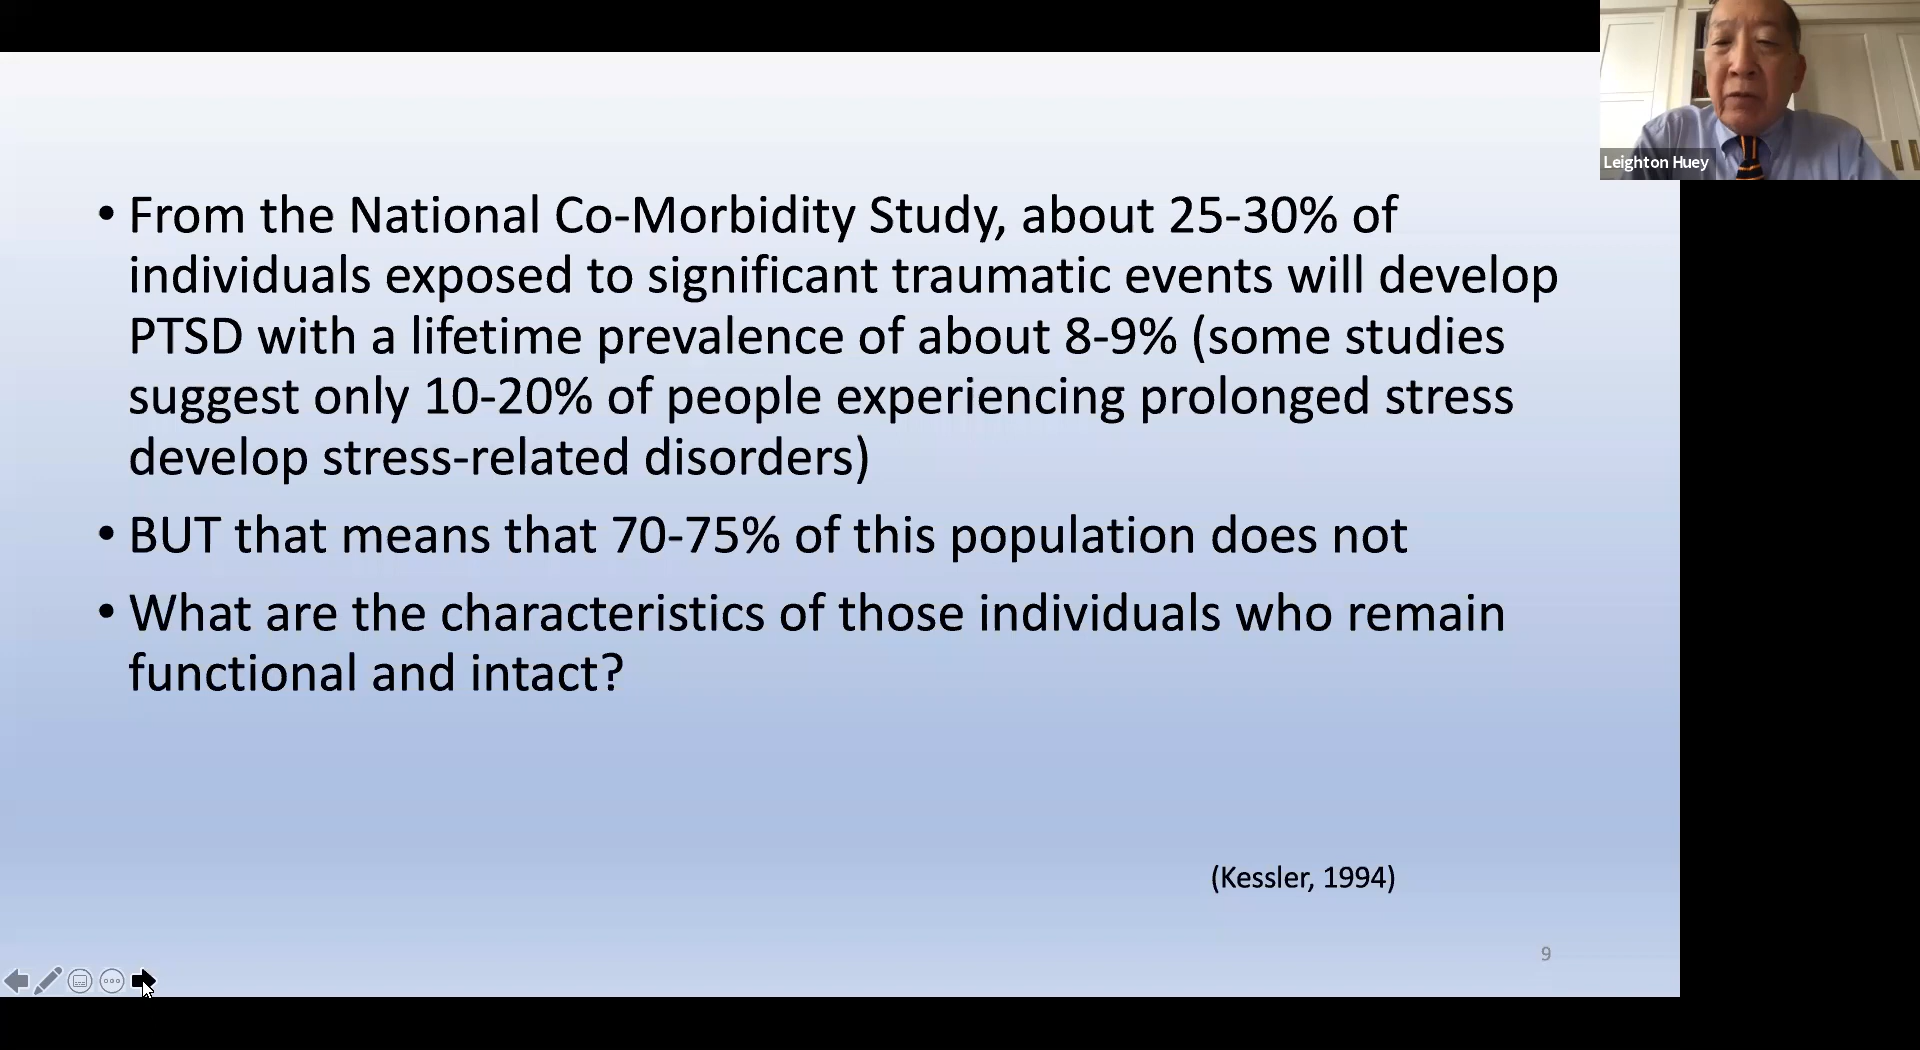 Leighton Huey
• From the National Co-Morbidity Study, about 25-30% of
individuals exposed to significant traumatic events will develop
PTSD with a lifetime prevalence of about 8-9% (some studies
suggest only 10-20% of people experiencing prolonged stress
develop stress-related disorders)
• BUT that means that 70-75% of this population does not
• What are the characteristics of those individuals who remain
functional and intact?
(Kessler, 1994)
9